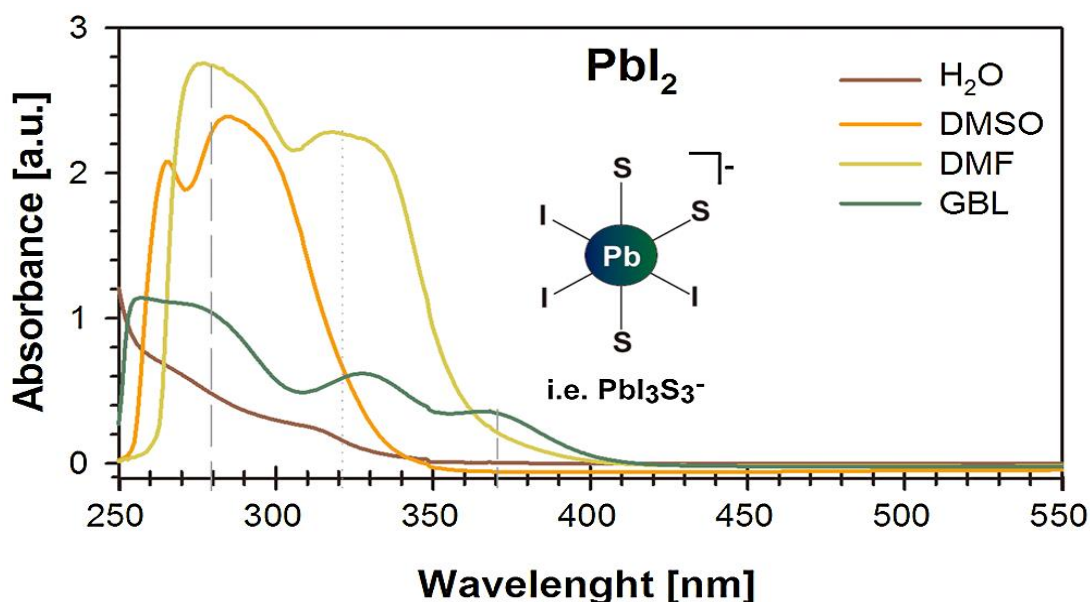 3
2
1
0
Absorbance [a.u.]
PbI₂
H₂O
DMSO
DMF
GBL
S
]-
I
S
Pb
I
I
S
i.e. PbI₃S₃⁻
250
300
350
400
450
500
550
Wavelenght [nm]